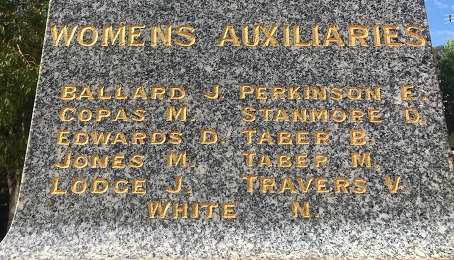 WOMENS AUXILIARIES
BALLARD J PERKINSON E.
COPAS M. STANMORE D.
EDWARDS D. TABER B.
JONES M. TABER M.
LODGE J. TRAVERS V.
WHITE N.